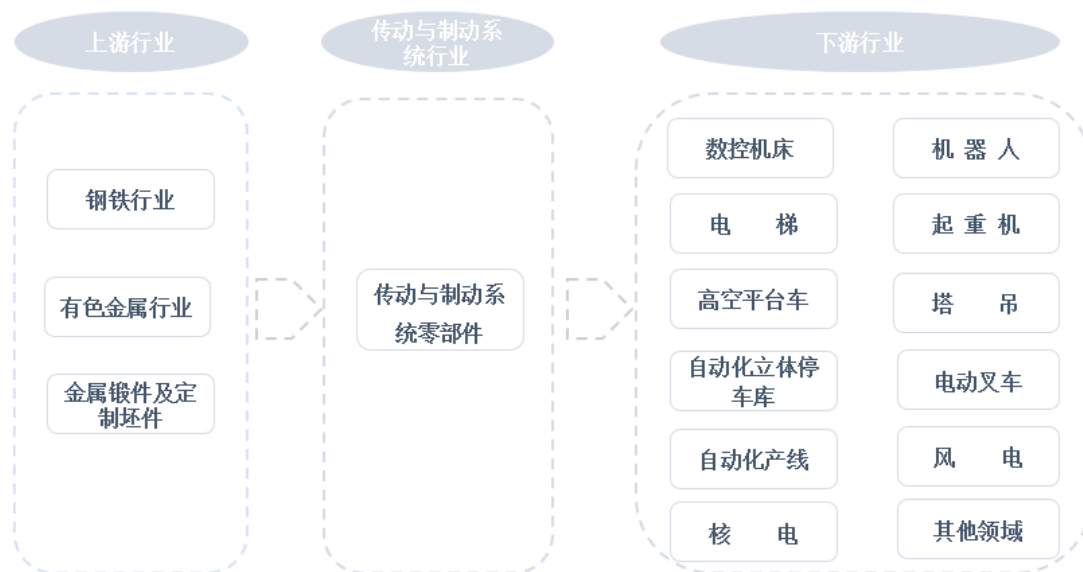 上游行业
传动与制动系
统行业
下游行业
钢铁行业
有色金属行业
金属锻件及定
制坯件
传动与制动系
统零部件
数控机床
机 器 人
电 梯
起 重 机
高空平台车
塔 吊
自动化立体停
车库
电动叉车
自动化产线
风 电
核 电
其他领域